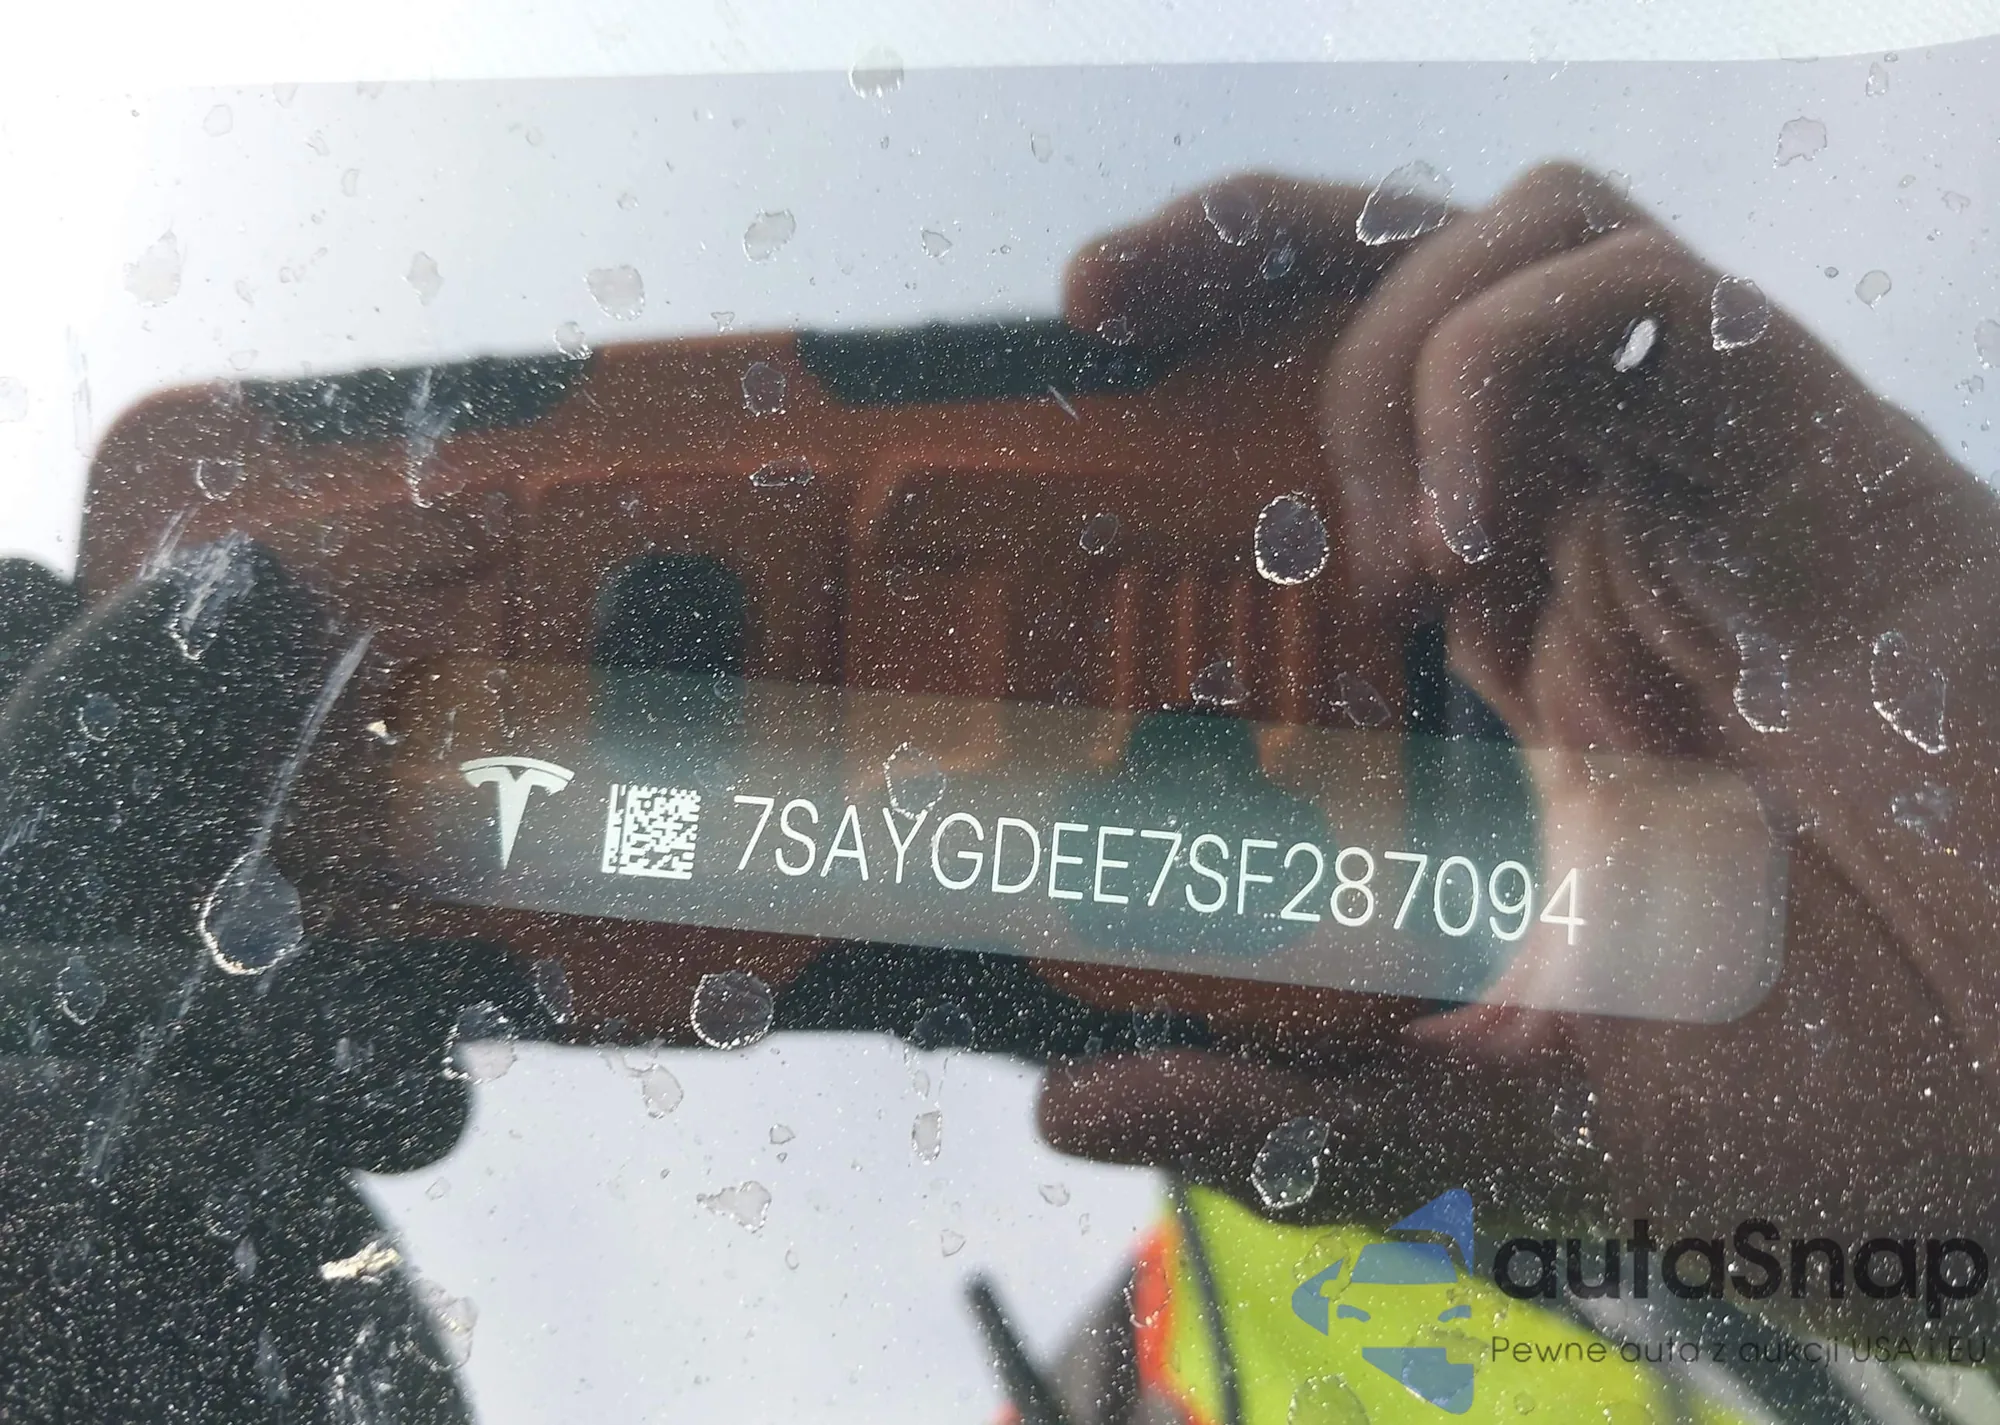 7SAYGDEE7SF287094
autaSnap
Pewne auta z aukcji USA i EU